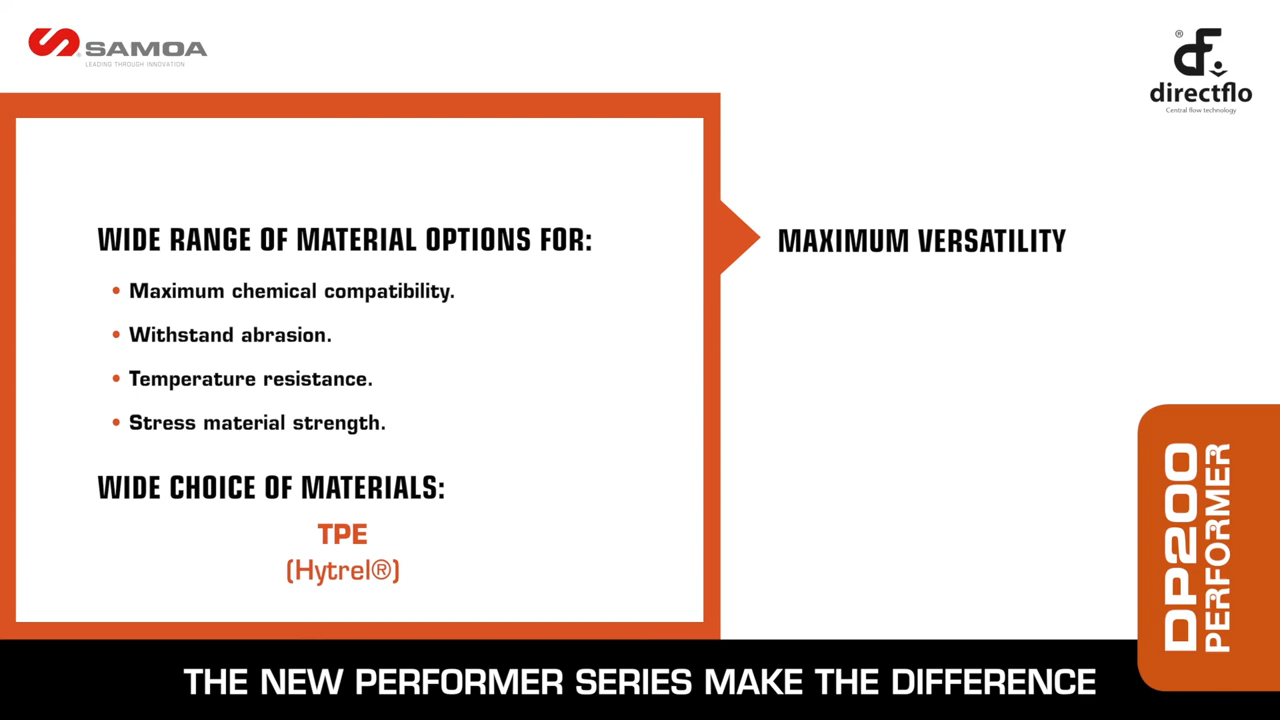 SAMOA
LEADING THROUGH INNOVATION
®
dF.
directflo
Central flow technology
WIDE RANGE OF MATERIAL OPTIONS FOR:
• Maximum chemical compatibility.
• Withstand abrasion.
• Temperature resistance.
• Stress material strength.
WIDE CHOICE OF MATERIALS:
TPE
(Hytrel®)
MAXIMUM VERSATILITY
DP200
PERFORMER
THE NEW PERFORMER SERIES MAKE THE DIFFERENCE